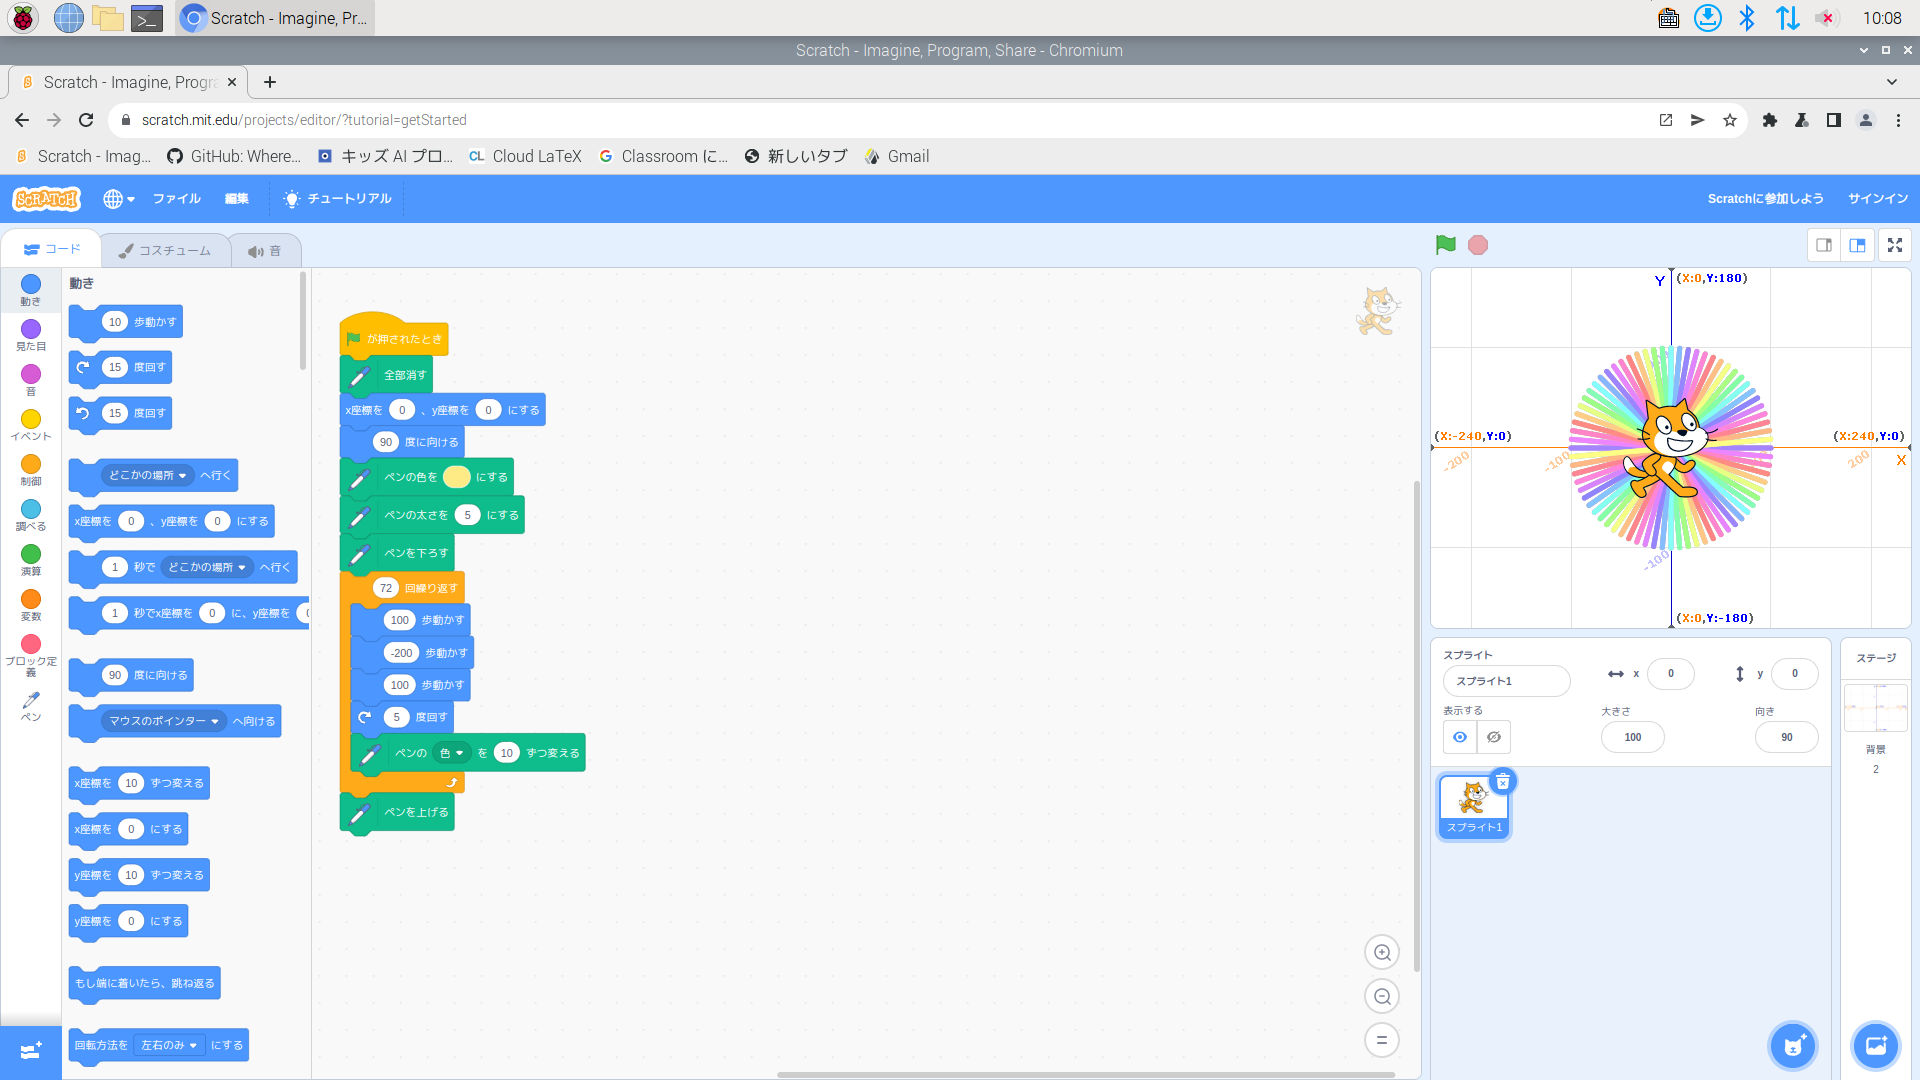 Scratch - Imagine, Pr...
10:08
Scratch - Imagine, Program, Share - Chromium
Scratch - Imagine, Progra
scratch.mit.edu/projects/editor/?tutorial=getStarted
Scratch - Imag...
GitHub: Where...
キッズ AI プロ...
CL Cloud LaTeX
Classroom に...
新しいタブ
Gmail
SCRATCH
ファイル
編集
チュートリアル
Scratchに参加しよう
サインイン
コード
コスチューム
音
動き
見た目
音
イベント
制御
調べる
演算
変数
ブロック定
義
ペン
動き
10 歩動かす
15 度回す
15 度回す
どこかの場所 へ行く
x座標を 0 、y座標を 0 にする
1 秒で どこかの場所 へ行く
1 秒でx座標を 0 に、y座標を
90 度に向ける
マウスのポインター へ向ける
x座標を 10 ずつ変える
x座標を 0 にする
y座標を 10 ずつ変える
y座標を 0 にする
もし端に着いたら、跳ね返る
回転方法を 左右のみ にする
が押されたとき
全部消す
x座標を 0 、y座標を 0 にする
90 度に向ける
ペンの色を にする
ペンの太さを 5 にする
ペンを下ろす
72 回繰り返す
100 歩動かす
-200 歩動かす
100 歩動かす
5 度回す
ペンの 色 を 10 ずつ変える
ペンを上げる
Y (X:0,Y:180)
(X:-240,Y:0)
(X:240,Y:0)
-200
-100
200
X
-100
(X:0,Y:-180)
スプライト
スプライト1
x 0
y 0
表示する
大きさ
100
向き
90
スプライト1
ステージ
背景
2